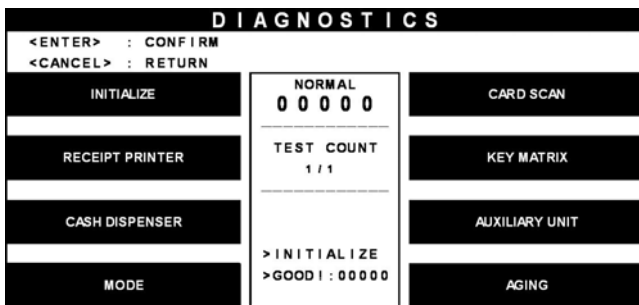 DIAGNOSTICS
<ENTER> : CONFIRM
<CANCEL> : RETURN
INITIALIZE
RECEIPT PRINTER
CASH DISPENSER
MODE
NORMAL
00000
TEST COUNT
1/1
>INITIALIZE
>GOOD!:00000
CARD SCAN
KEY MATRIX
AUXILIARY UNIT
AGING